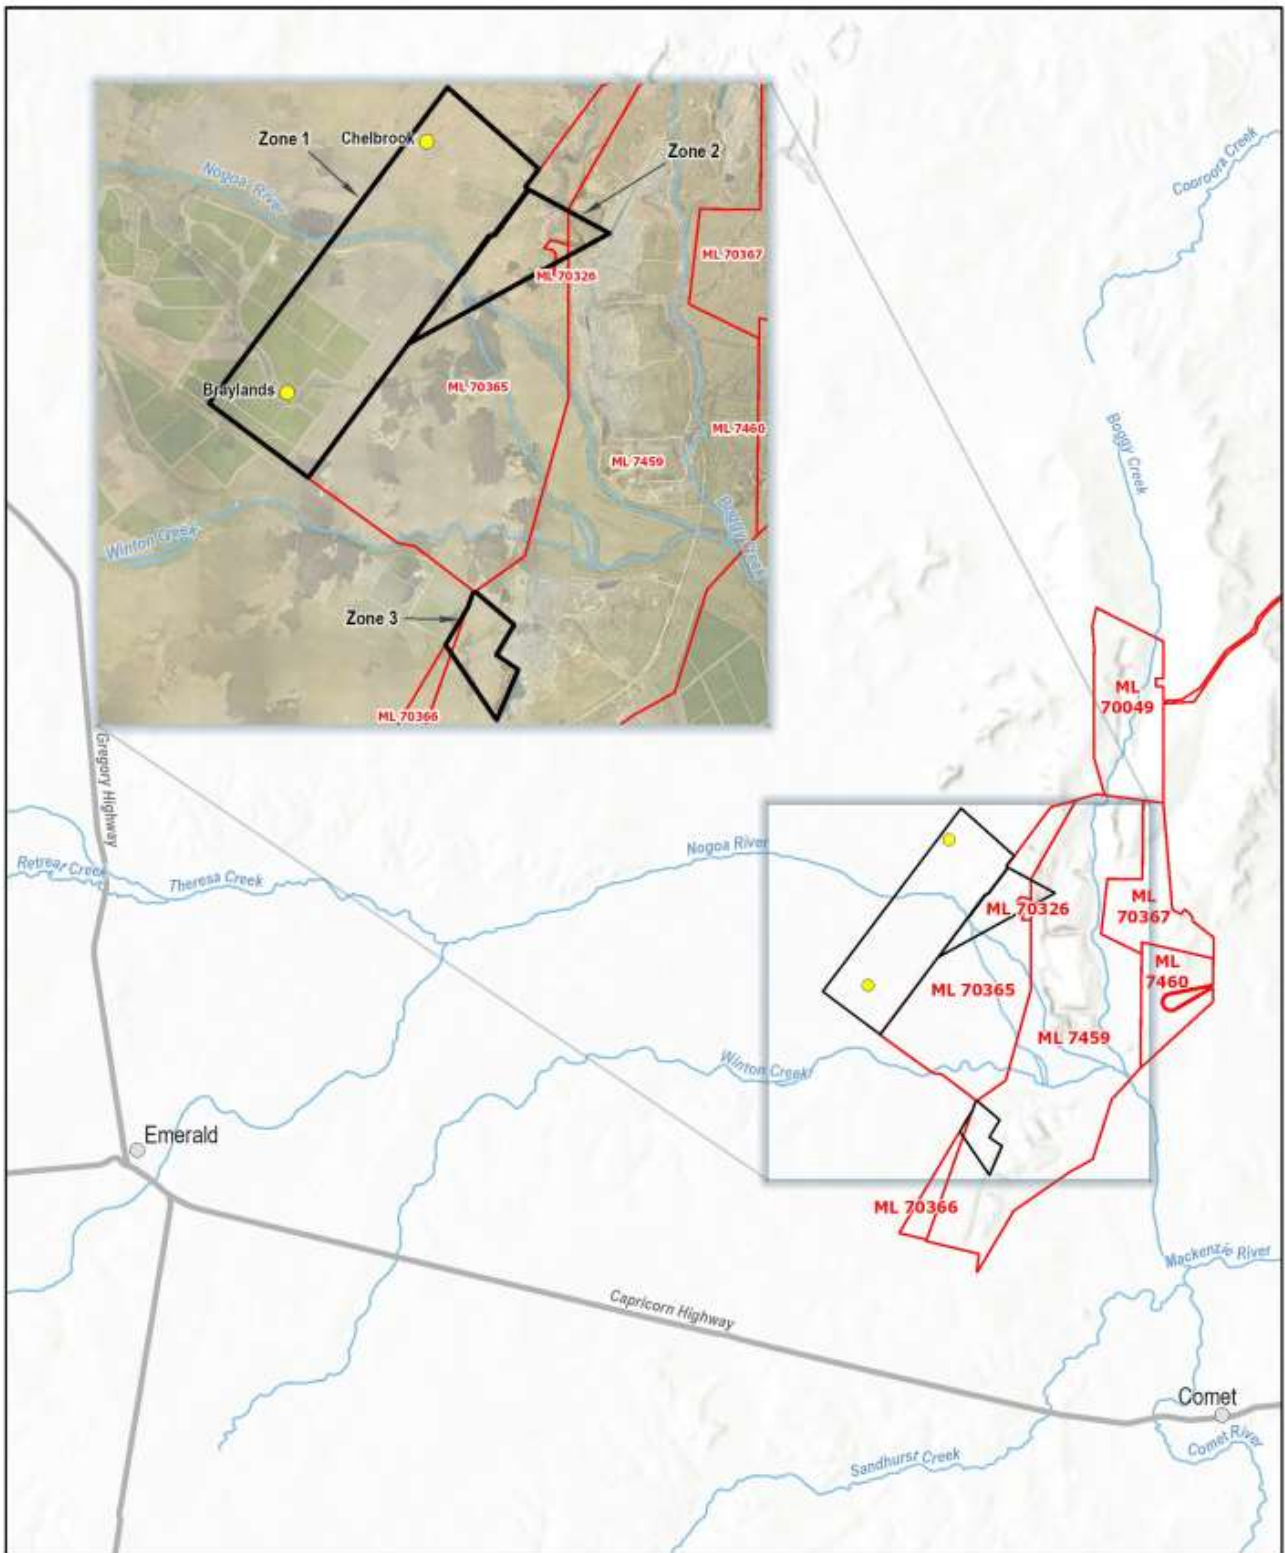 Zone 1
Chelbrook
Zone 2
Nogoa River
ML 70367
ML 70326
Braylands
ML 70365
ML 7460
ML 7459
Boggy Creek
Winton Creek
Zone 3
ML 70366
Cooroora Creek
Boggy Creek
ML
70049
Gregory Highway
Nogoa River
Retreat Creek
Theresa Creek
ML 70326
ML
70367
ML
7460
ML 70365
ML 7459
Winton Creek
Emerald
ML 70366
Mackenzie River
Capricorn Highway
Comet
Comet River
Sandhurst Creek